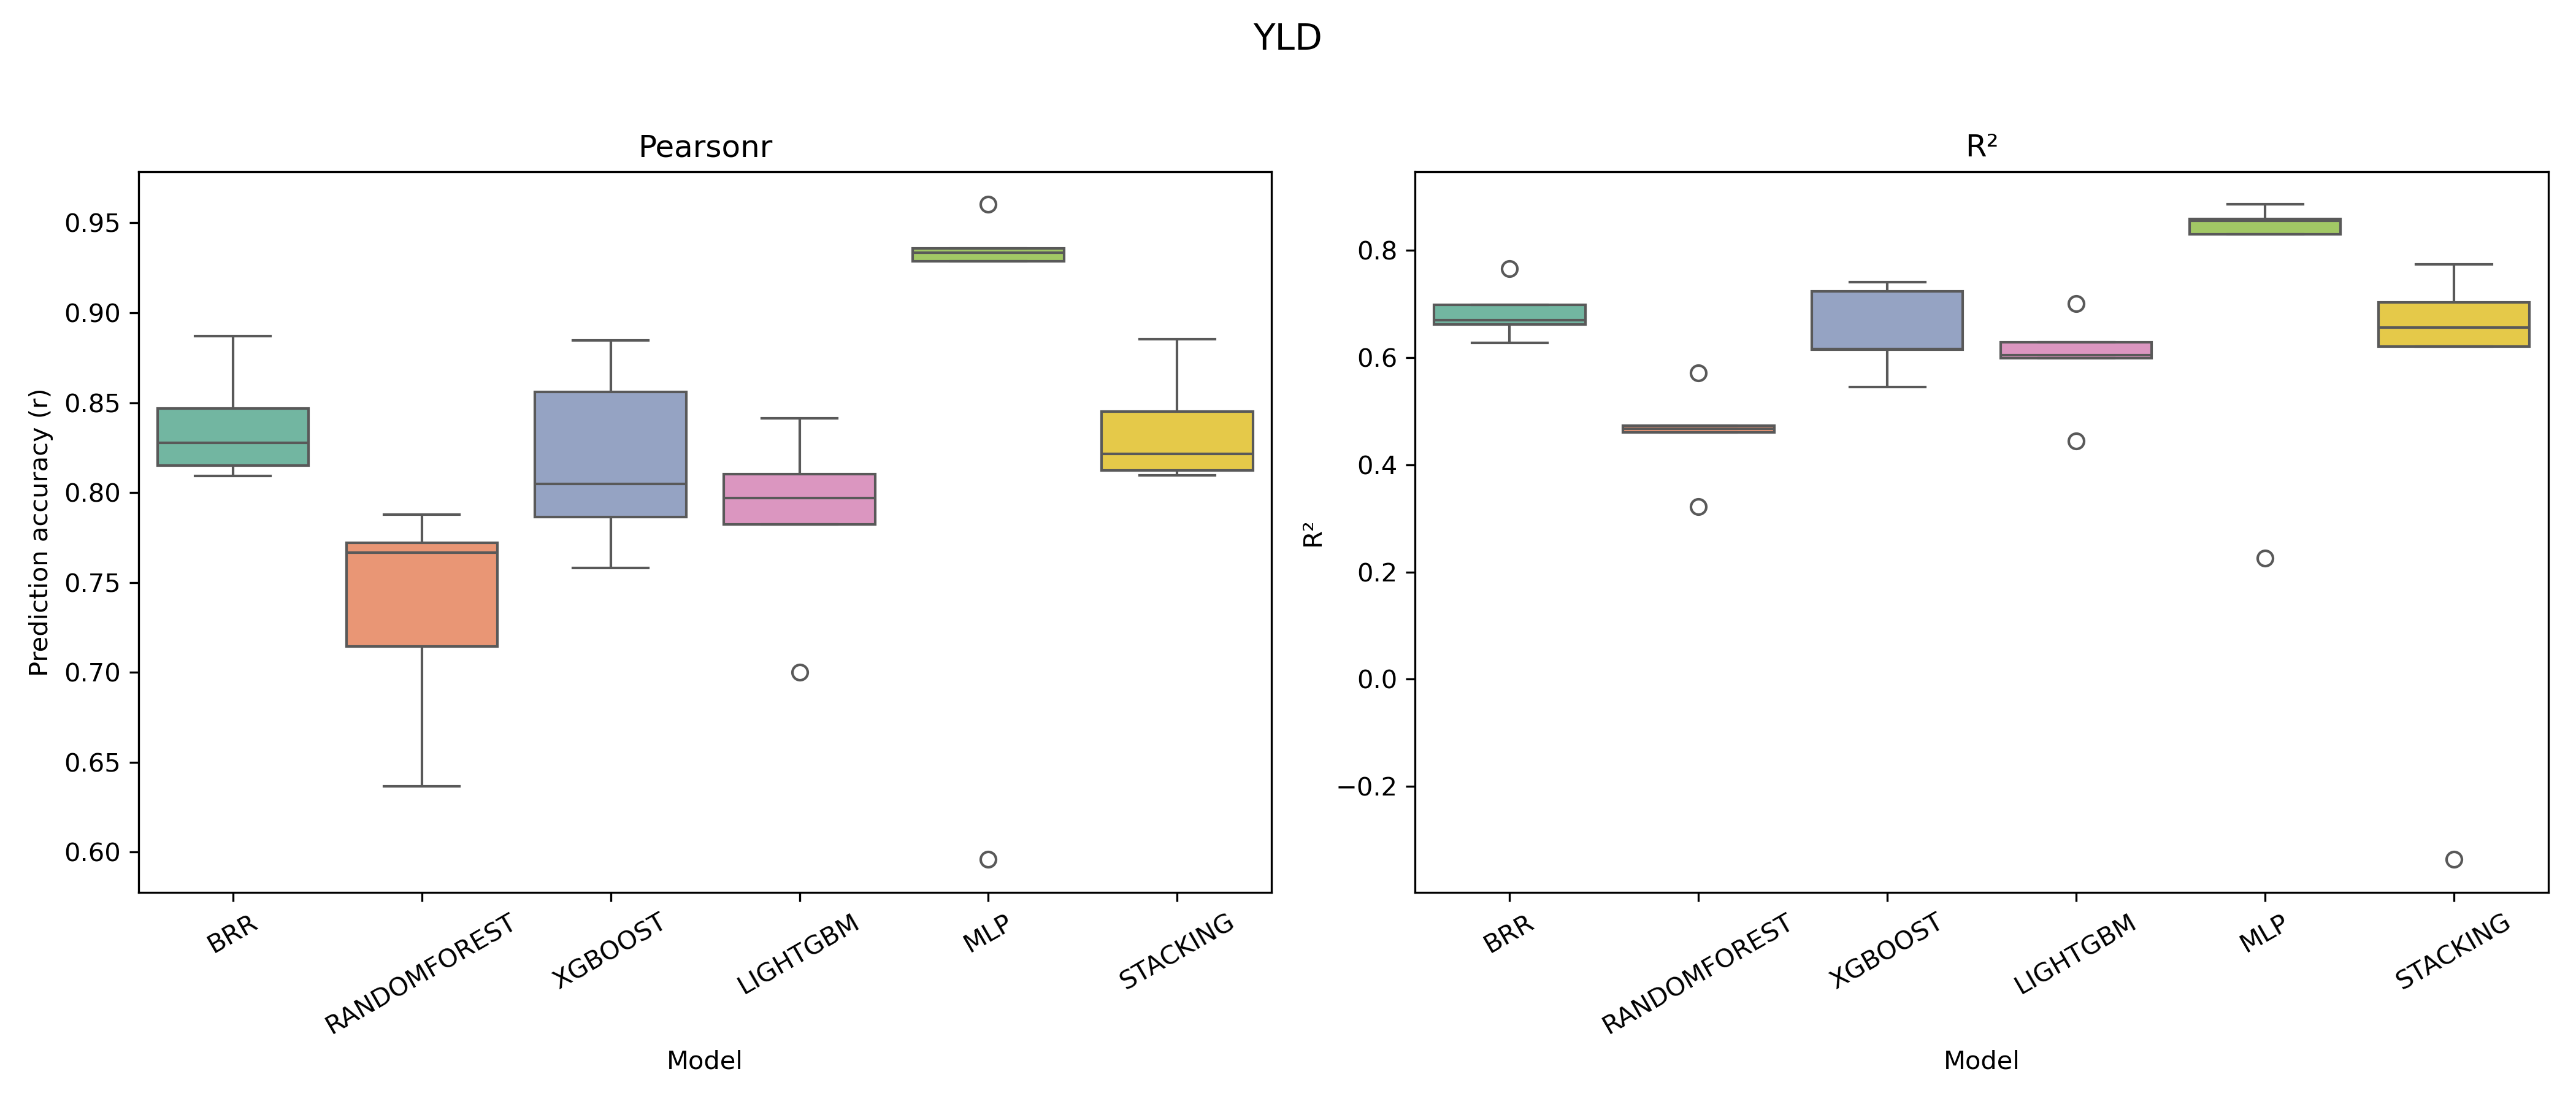 YLD
Pearsonr
Prediction accuracy (r)
0.95
0.90
0.85
0.80
0.75
0.70
0.65
0.60
BRR
RANDOMFOREST
XGBOOST
LIGHTGBM
MLP
STACKING
Model
R²
R²
0.8
0.6
0.4
0.2
0.0
−0.2
BRR
RANDOMFOREST
XGBOOST
LIGHTGBM
MLP
STACKING
Model